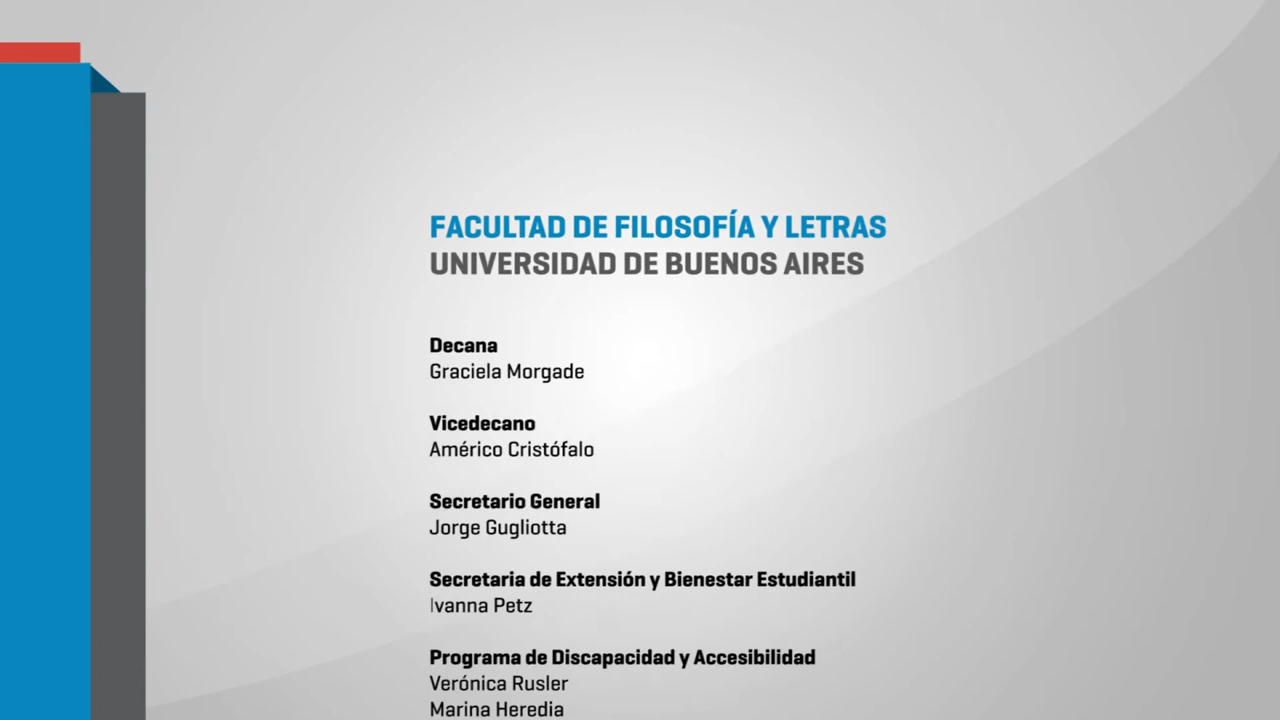 FACULTAD DE FILOSOFÍA Y LETRAS
UNIVERSIDAD DE BUENOS AIRES
Decana
Graciela Morgade
Vicedecano
Américo Cristófalo
Secretario General
Jorge Gugliotta
Secretaria de Extensión y Bienestar Estudiantil
Ivanna Petz
Programa de Discapacidad y Accesibilidad
Verónica Rusler
Marina Heredia